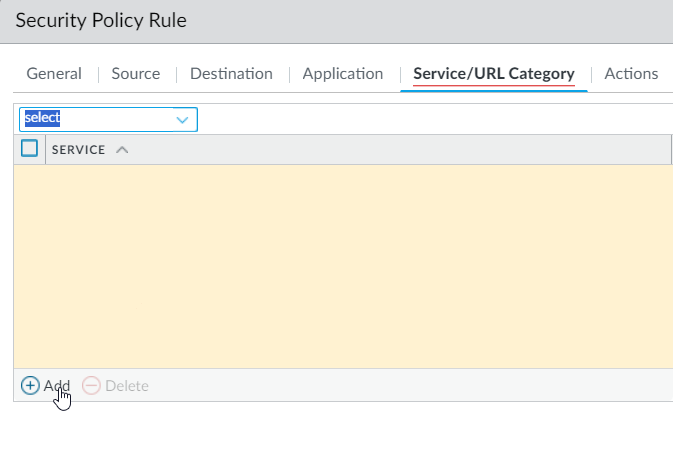 Security Policy Rule
General Source Destination Application Service/URL Category Actions
select
SERVICE
Add Delete